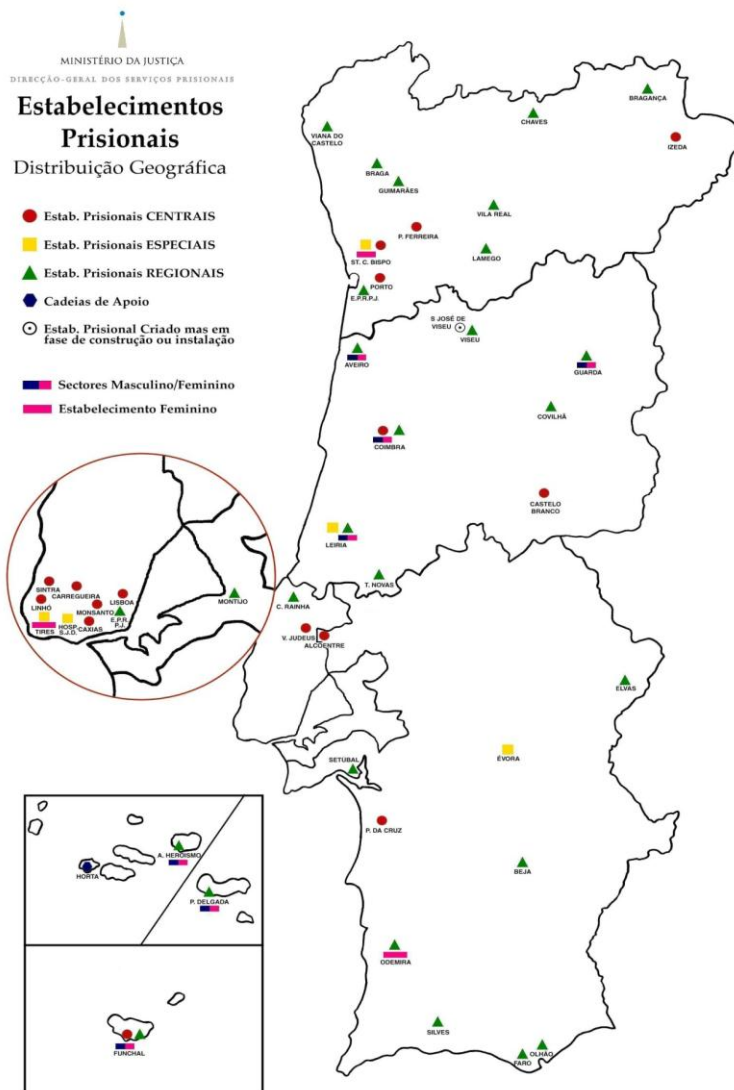 MINISTÉRIO DA JUSTIÇA
DIRECÇÃO-GERAL DOS SERVIÇOS PRISIONAIS
Estabelecimentos
Prisionais
Distribuição Geográfica
Estab. Prisionais CENTRAIS
Estab. Prisionais ESPECIAIS
Estab. Prisionais REGIONAIS
Cadeias de Apoio
Estab. Prisional Criado mas em
fase de construção ou instalação
Sectores Masculino/Feminino
Estabelecimento Feminino
BRAGANÇA
CHAVES
VIANA DO
CASTELO
IZEDA
BRAGA
GUIMARÃES
VILA REAL
P. FERREIRA
LAMEGO
ST. C. BISPO
PORTO
E.P.R.P.J.
S JOSÉ DE
VISEU
VISEU
AVEIRO
GUARDA
COVILHÃ
COIMBRA
CASTELO
BRANCO
LEIRIA
T. NOVAS
C. RAINHA
V. JUDEUS
ALCOENTRE
SINTRA
CARREGUEIRA
LISBOA
LINHÓ
MONSANTO
E.P.R.
P.J.
TIRES
HOSP.
S.J.D.
CAXIAS
MONTIJO
ELVAS
ÉVORA
SETÚBAL
P. DA CRUZ
BEJA
ODEMIRA
SILVES
OLHÃO
FARO
A. HEROÍSMO
HORTA
P. DELGADA
FUNCHAL